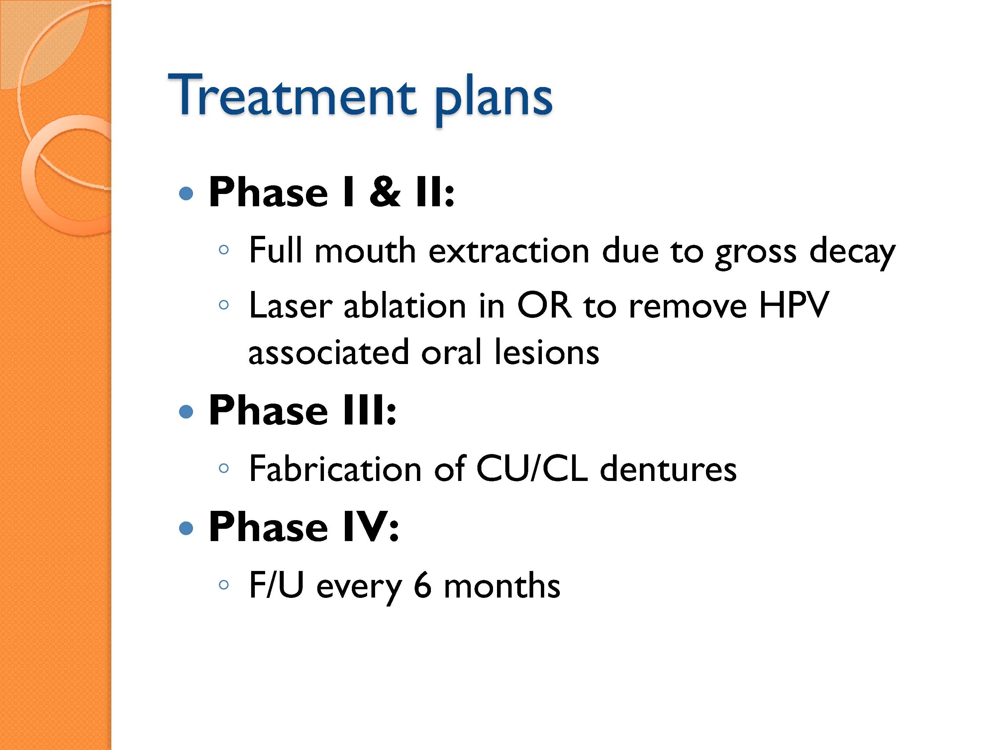 Treatment plans
• Phase I & II:
◦ Full mouth extraction due to gross decay
◦ Laser ablation in OR to remove HPV
associated oral lesions
• Phase III:
◦ Fabrication of CU/CL dentures
• Phase IV:
◦ F/U every 6 months